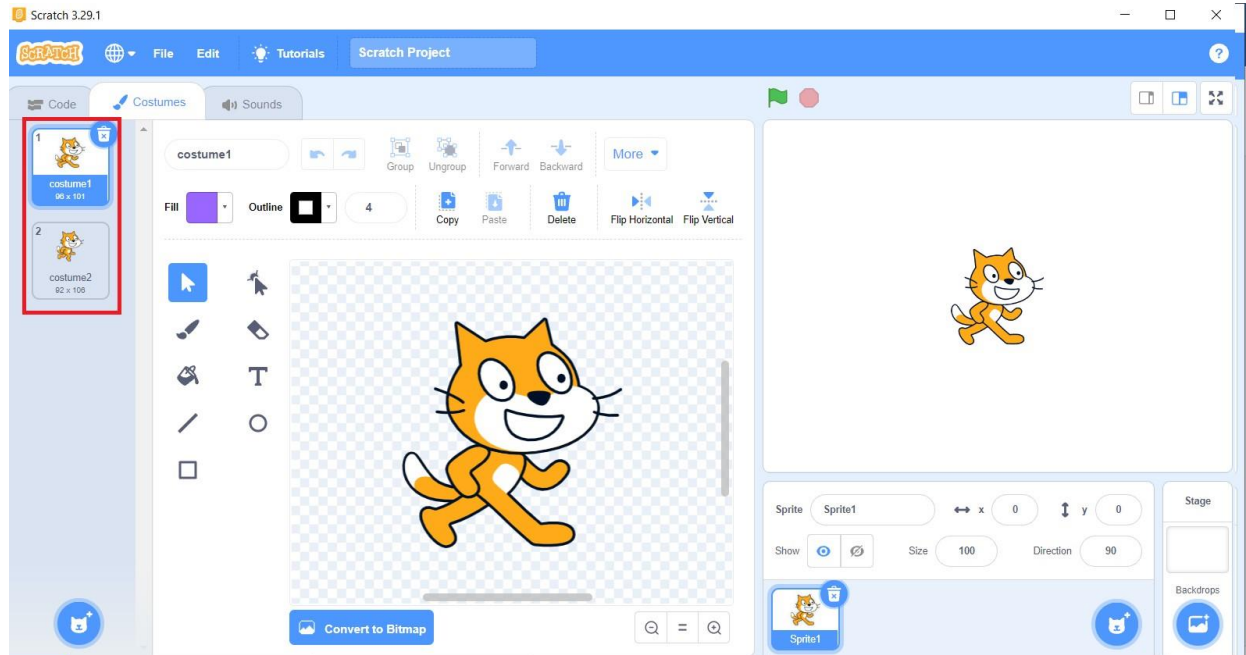 Scratch 3.29.1
SCRATCH File Edit Tutorials Scratch Project ?
Code Costumes Sounds
1
costume1
96 x 101
2
costume2
92 x 106
costume1 Group Ungroup Forward Backward More
Fill Outline 4 Copy Paste Delete Flip Horizontal Flip Vertical
T
Convert to Bitmap
Sprite Sprite1 x 0 y 0
Show Size 100 Direction 90
Sprite1
Stage
Backdrops